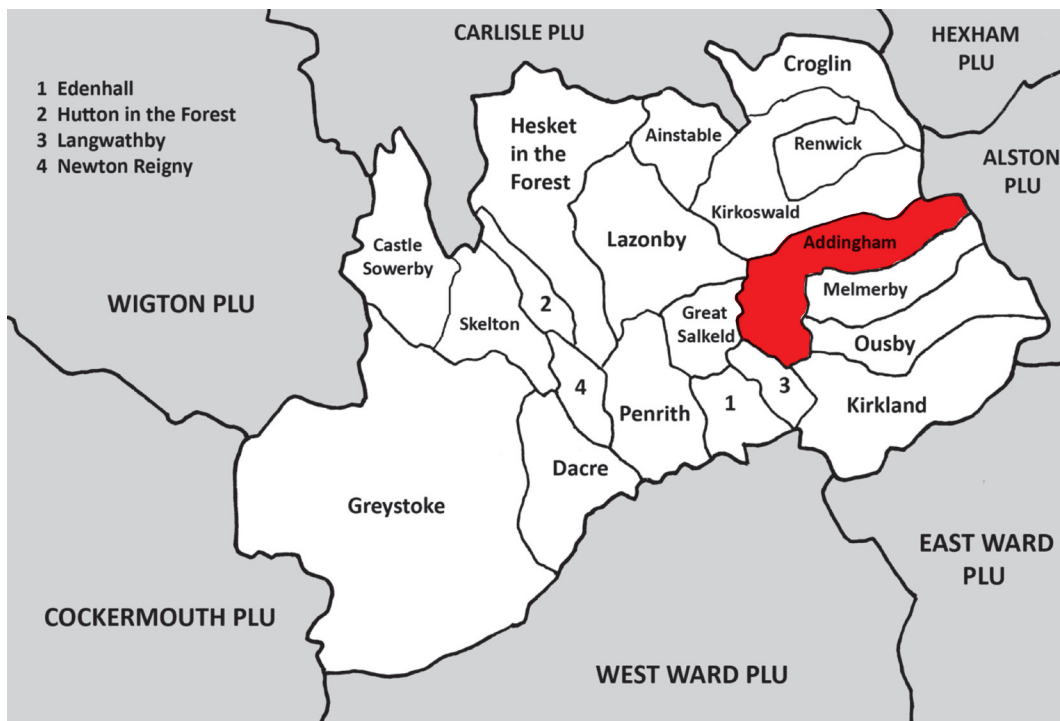 CARLISLE PLU
HEXHAM
PLU
1 Edenhall
2 Hutton in the Forest
3 Langwathby
4 Newton Reigny
Croglin
Hesket
in the
Forest
Ainstable
Renwick
ALSTON
PLU
Kirkoswald
Castle
Sowerby
Lazonby
Addingham
WIGTON PLU
2
Skelton
Great
Salkeld
Melmerby
Ousby
4
Penrith
1
3
Kirkland
Dacre
Greystoke
EAST WARD
PLU
COCKERMOUTH PLU
WEST WARD PLU